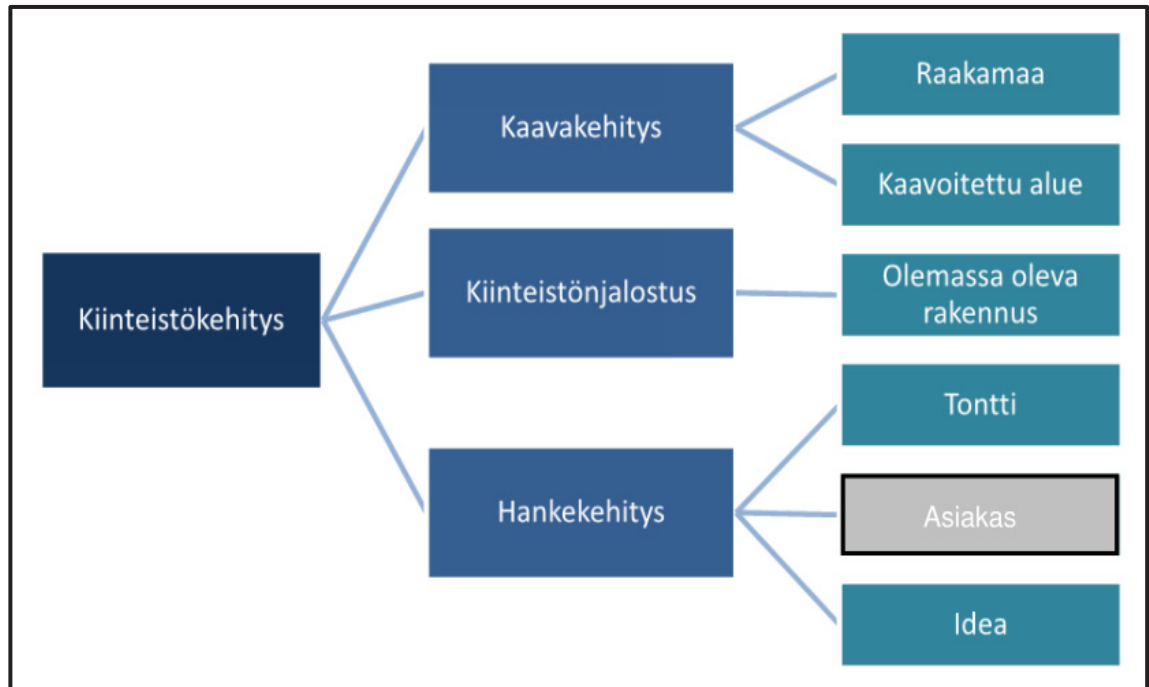 Kiinteistökehitys
Kaavakehitys
Raakamaa
Kaavoitettu alue
Kiinteistönjalostus
Olemassa oleva
rakennus
Hankekehitys
Tontti
Asiakas
Idea